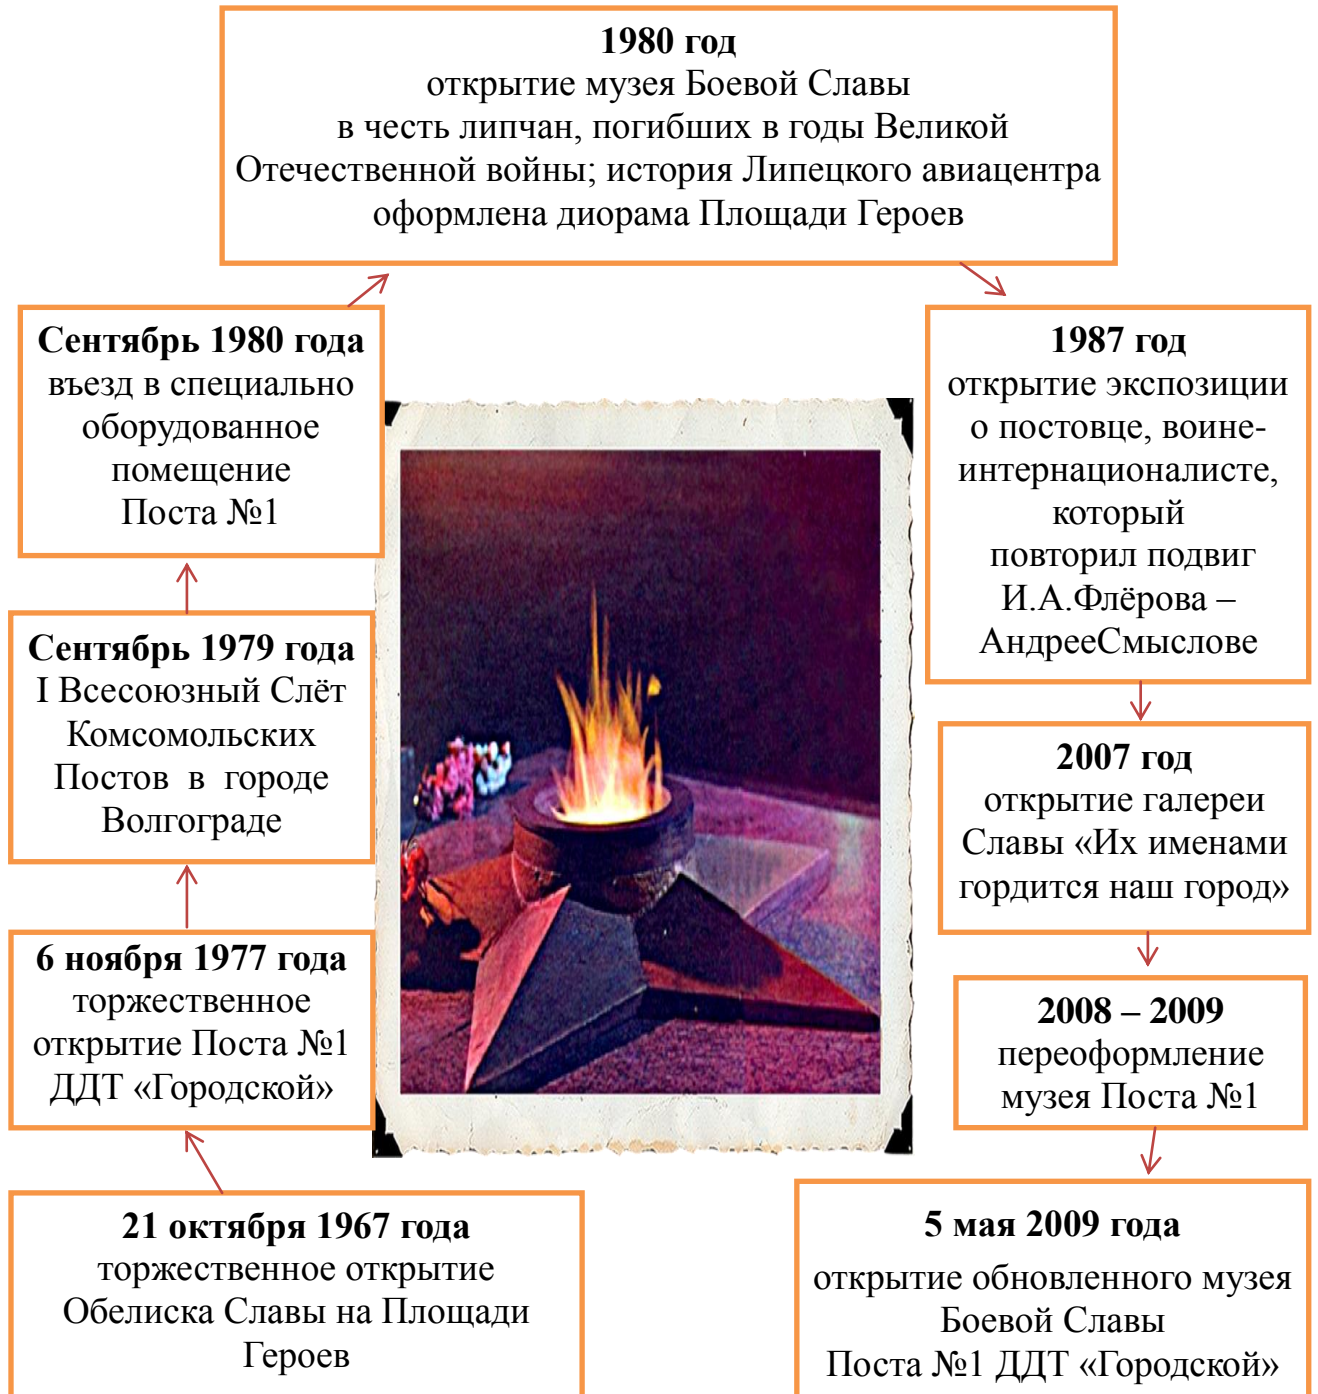 1980 год
открытие музея Боевой Славы
в честь липчан, погибших в годы Великой
Отечественной войны; история Липецкого авиацентра
оформлена диорама Площади Героев
Сентябрь 1980 года
въезд в специально
оборудованное
помещение
Поста №1
1987 год
открытие экспозиции
о постовце, воине-
интернационалисте,
который
повторил подвиг
И.А.Флёрова –
АндрееСмыслове
Сентябрь 1979 года
I Всесоюзный Слёт
Комсомольских
Постов в городе
Волгограде
2007 год
открытие галереи
Славы «Их именами
гордится наш город»
6 ноября 1977 года
торжественное
открытие Поста №1
ДДТ «Городской»
2008 – 2009
переоформление
музея Поста №1
21 октября 1967 года
торжественное открытие
Обелиска Славы на Площади
Героев
5 мая 2009 года
открытие обновленного музея
Боевой Славы
Поста №1 ДДТ «Городской»